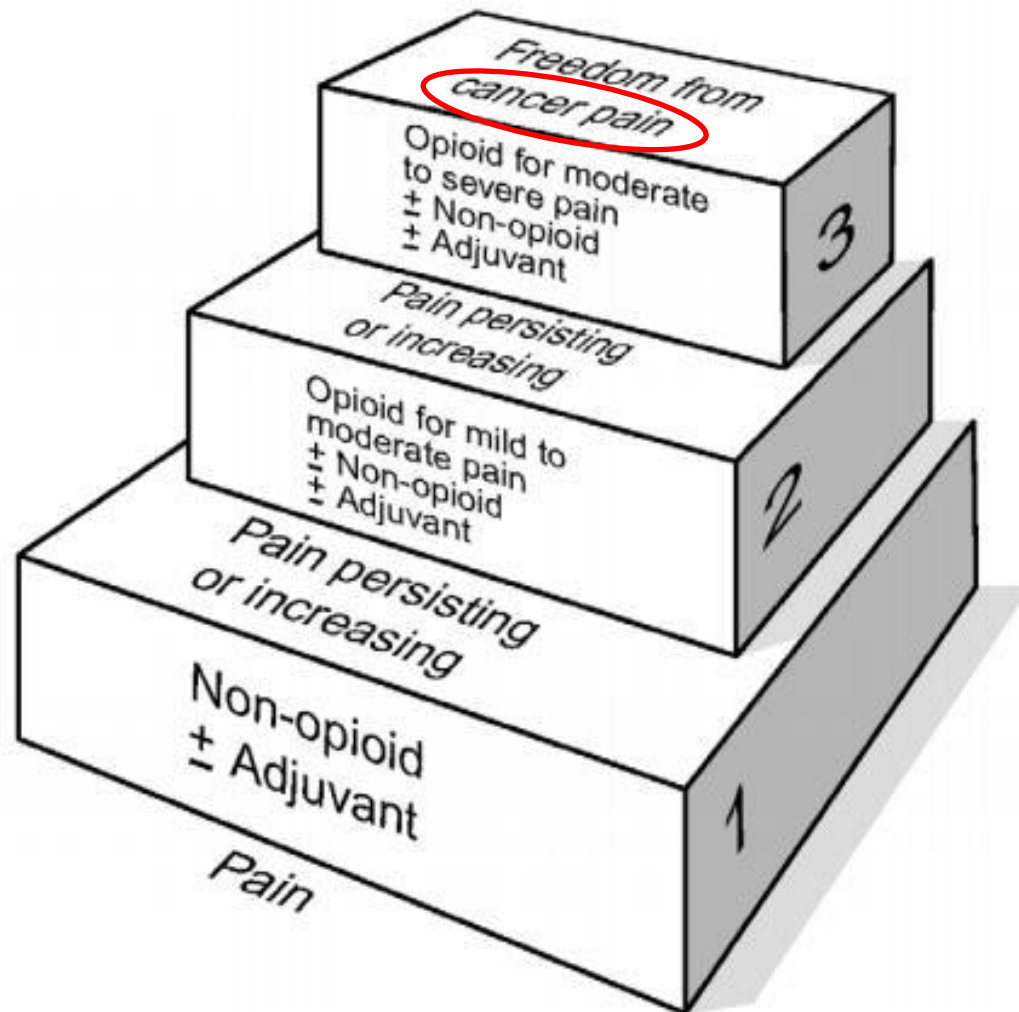 Freedom from
cancer pain
Opioid for moderate
to severe pain
± Non-opioid
± Adjuvant
3
Pain persisting
or increasing
Opioid for mild to
moderate pain
± Non-opioid
± Adjuvant
2
Pain persisting
or increasing
Non-opioid
± Adjuvant
1
Pain